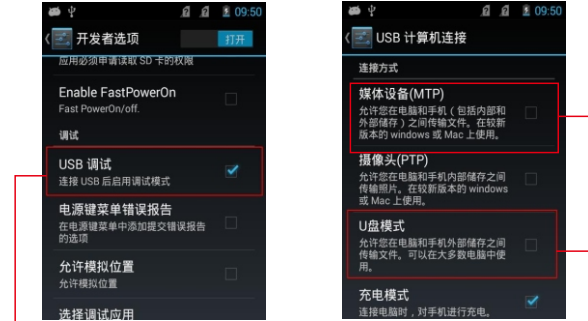 09:50
开发者选项
打开
应用必须申请读取 SD 卡的权限
Enable FastPowerOn
Fast PowerOn/off.
调试
USB 调试
连接 USB 后启用调试模式
电源键菜单错误报告
在电源键菜单中添加提交错误报告
的选项
允许模拟位置
允许模拟位置
选择调试应用
09:50
USB 计算机连接
连接方式
媒体设备(MTP)
允许您在电脑和手机（包括内部和
外部储存）之间传输文件。在较新
版本的 windows 或 Mac 上使用。
摄像头(PTP)
允许您在电脑和手机内部储存之间
传输照片。在较新版本的 windows
或 Mac 上使用。
U盘模式
允许您在电脑和手机外部储存之间
传输文件。可以在大多数电脑中使
用。
充电模式
连接电脑时，对手机进行充电。